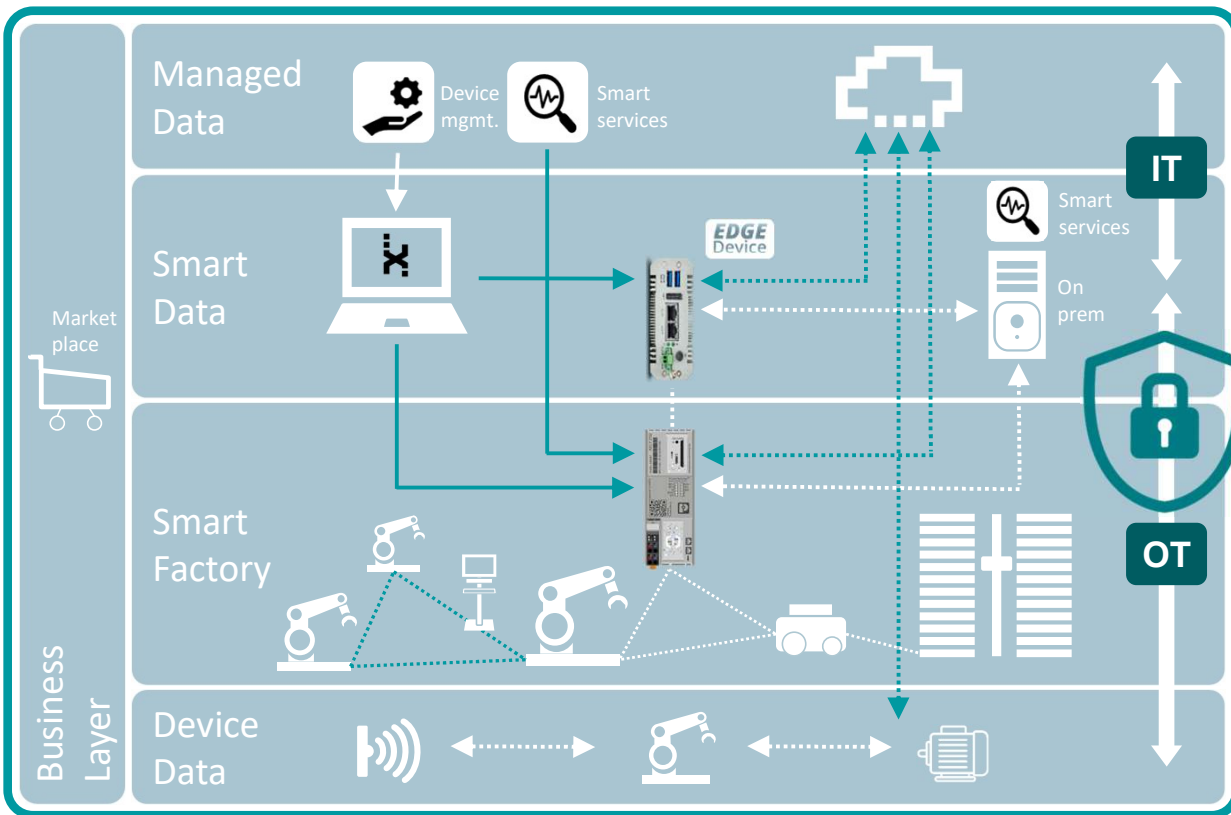 Managed
Data
Device
mgmt.
Smart
services
IT
Smart
Data
EDGE
Device
Smart
services
On
prem
Market
place
Smart
Factory
OT
Business
Layer
Device
Data